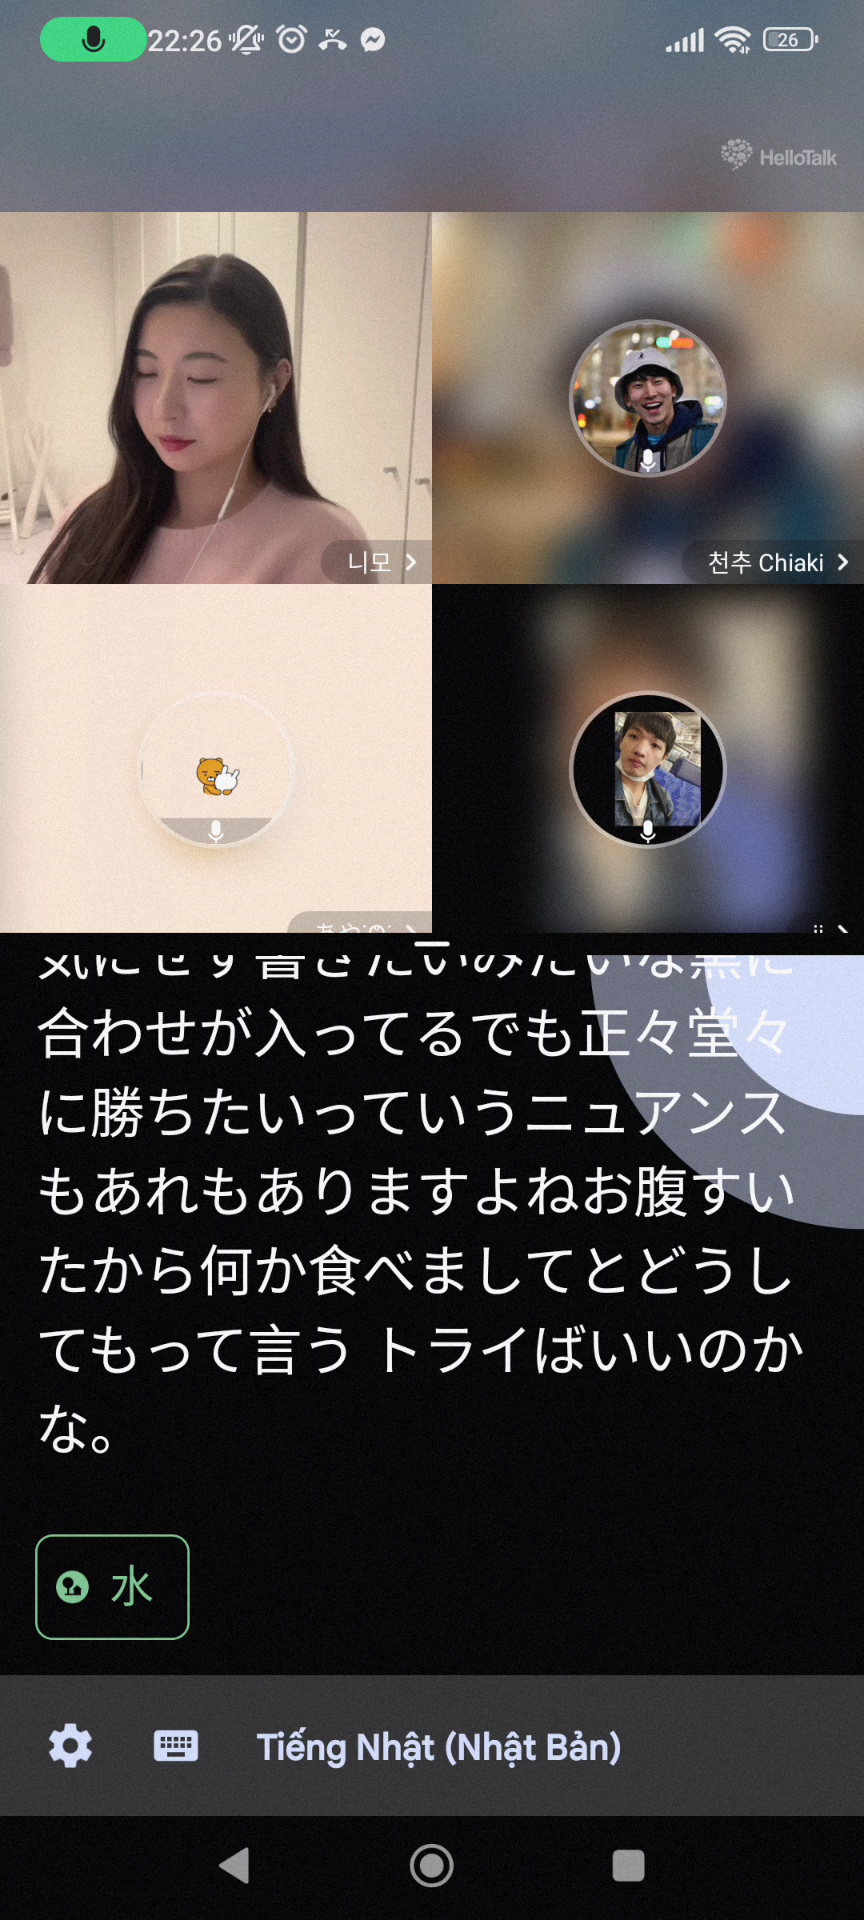 22:26
26
HelloTalk
니모
천추 Chiaki
合わせが入ってるでも正々堂々
に勝ちたいっていうニュアンス
もあれもありますよねお腹すい
たから何か食べましてとどうし
てもって言う トライばいいのか
な。
水
Tiếng Nhật (Nhật Bản)